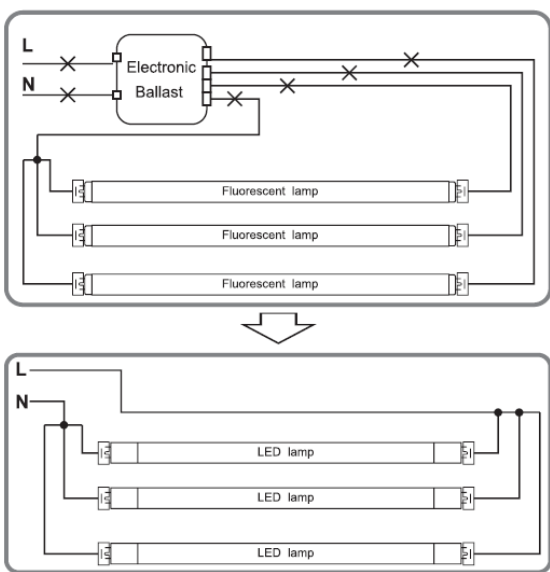 L
Electronic
N
Ballast
Fluorescent lamp
Fluorescent lamp
Fluorescent lamp
L
N
LED lamp
LED lamp
LED lamp